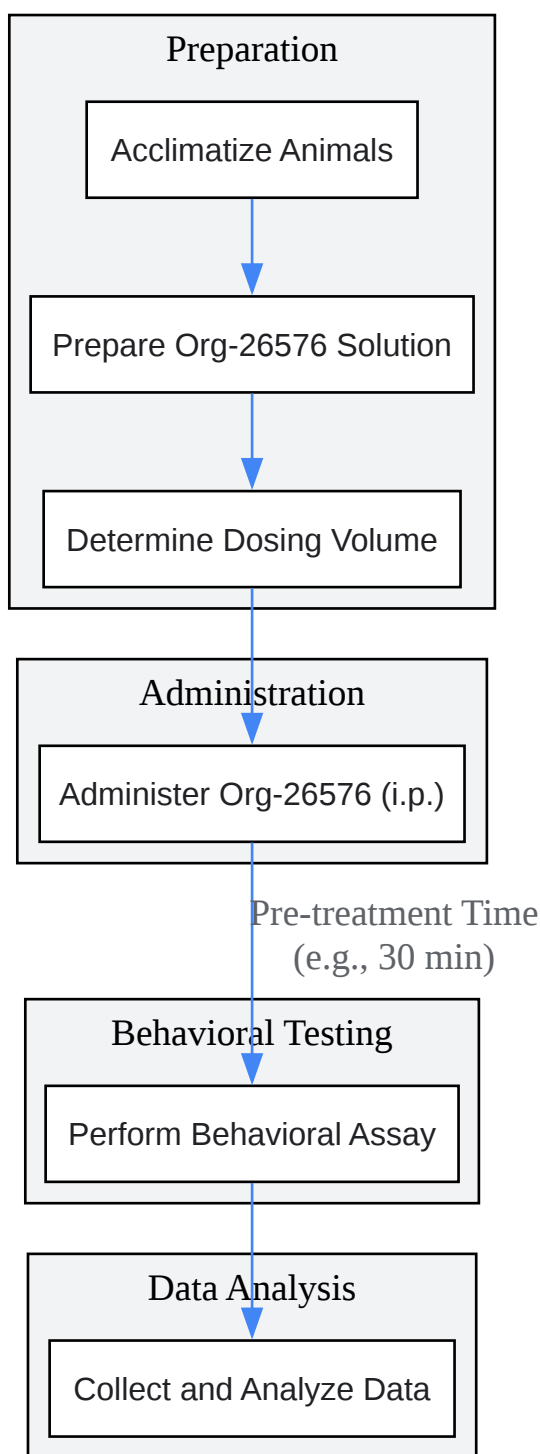 Preparation
Acclimatize Animals
Prepare Org-26576 Solution
Determine Dosing Volume
Administration
Administer Org-26576 (i.p.)
Pre-treatment Time
(e.g., 30 min)
Behavioral Testing
Perform Behavioral Assay
Data Analysis
Collect and Analyze Data